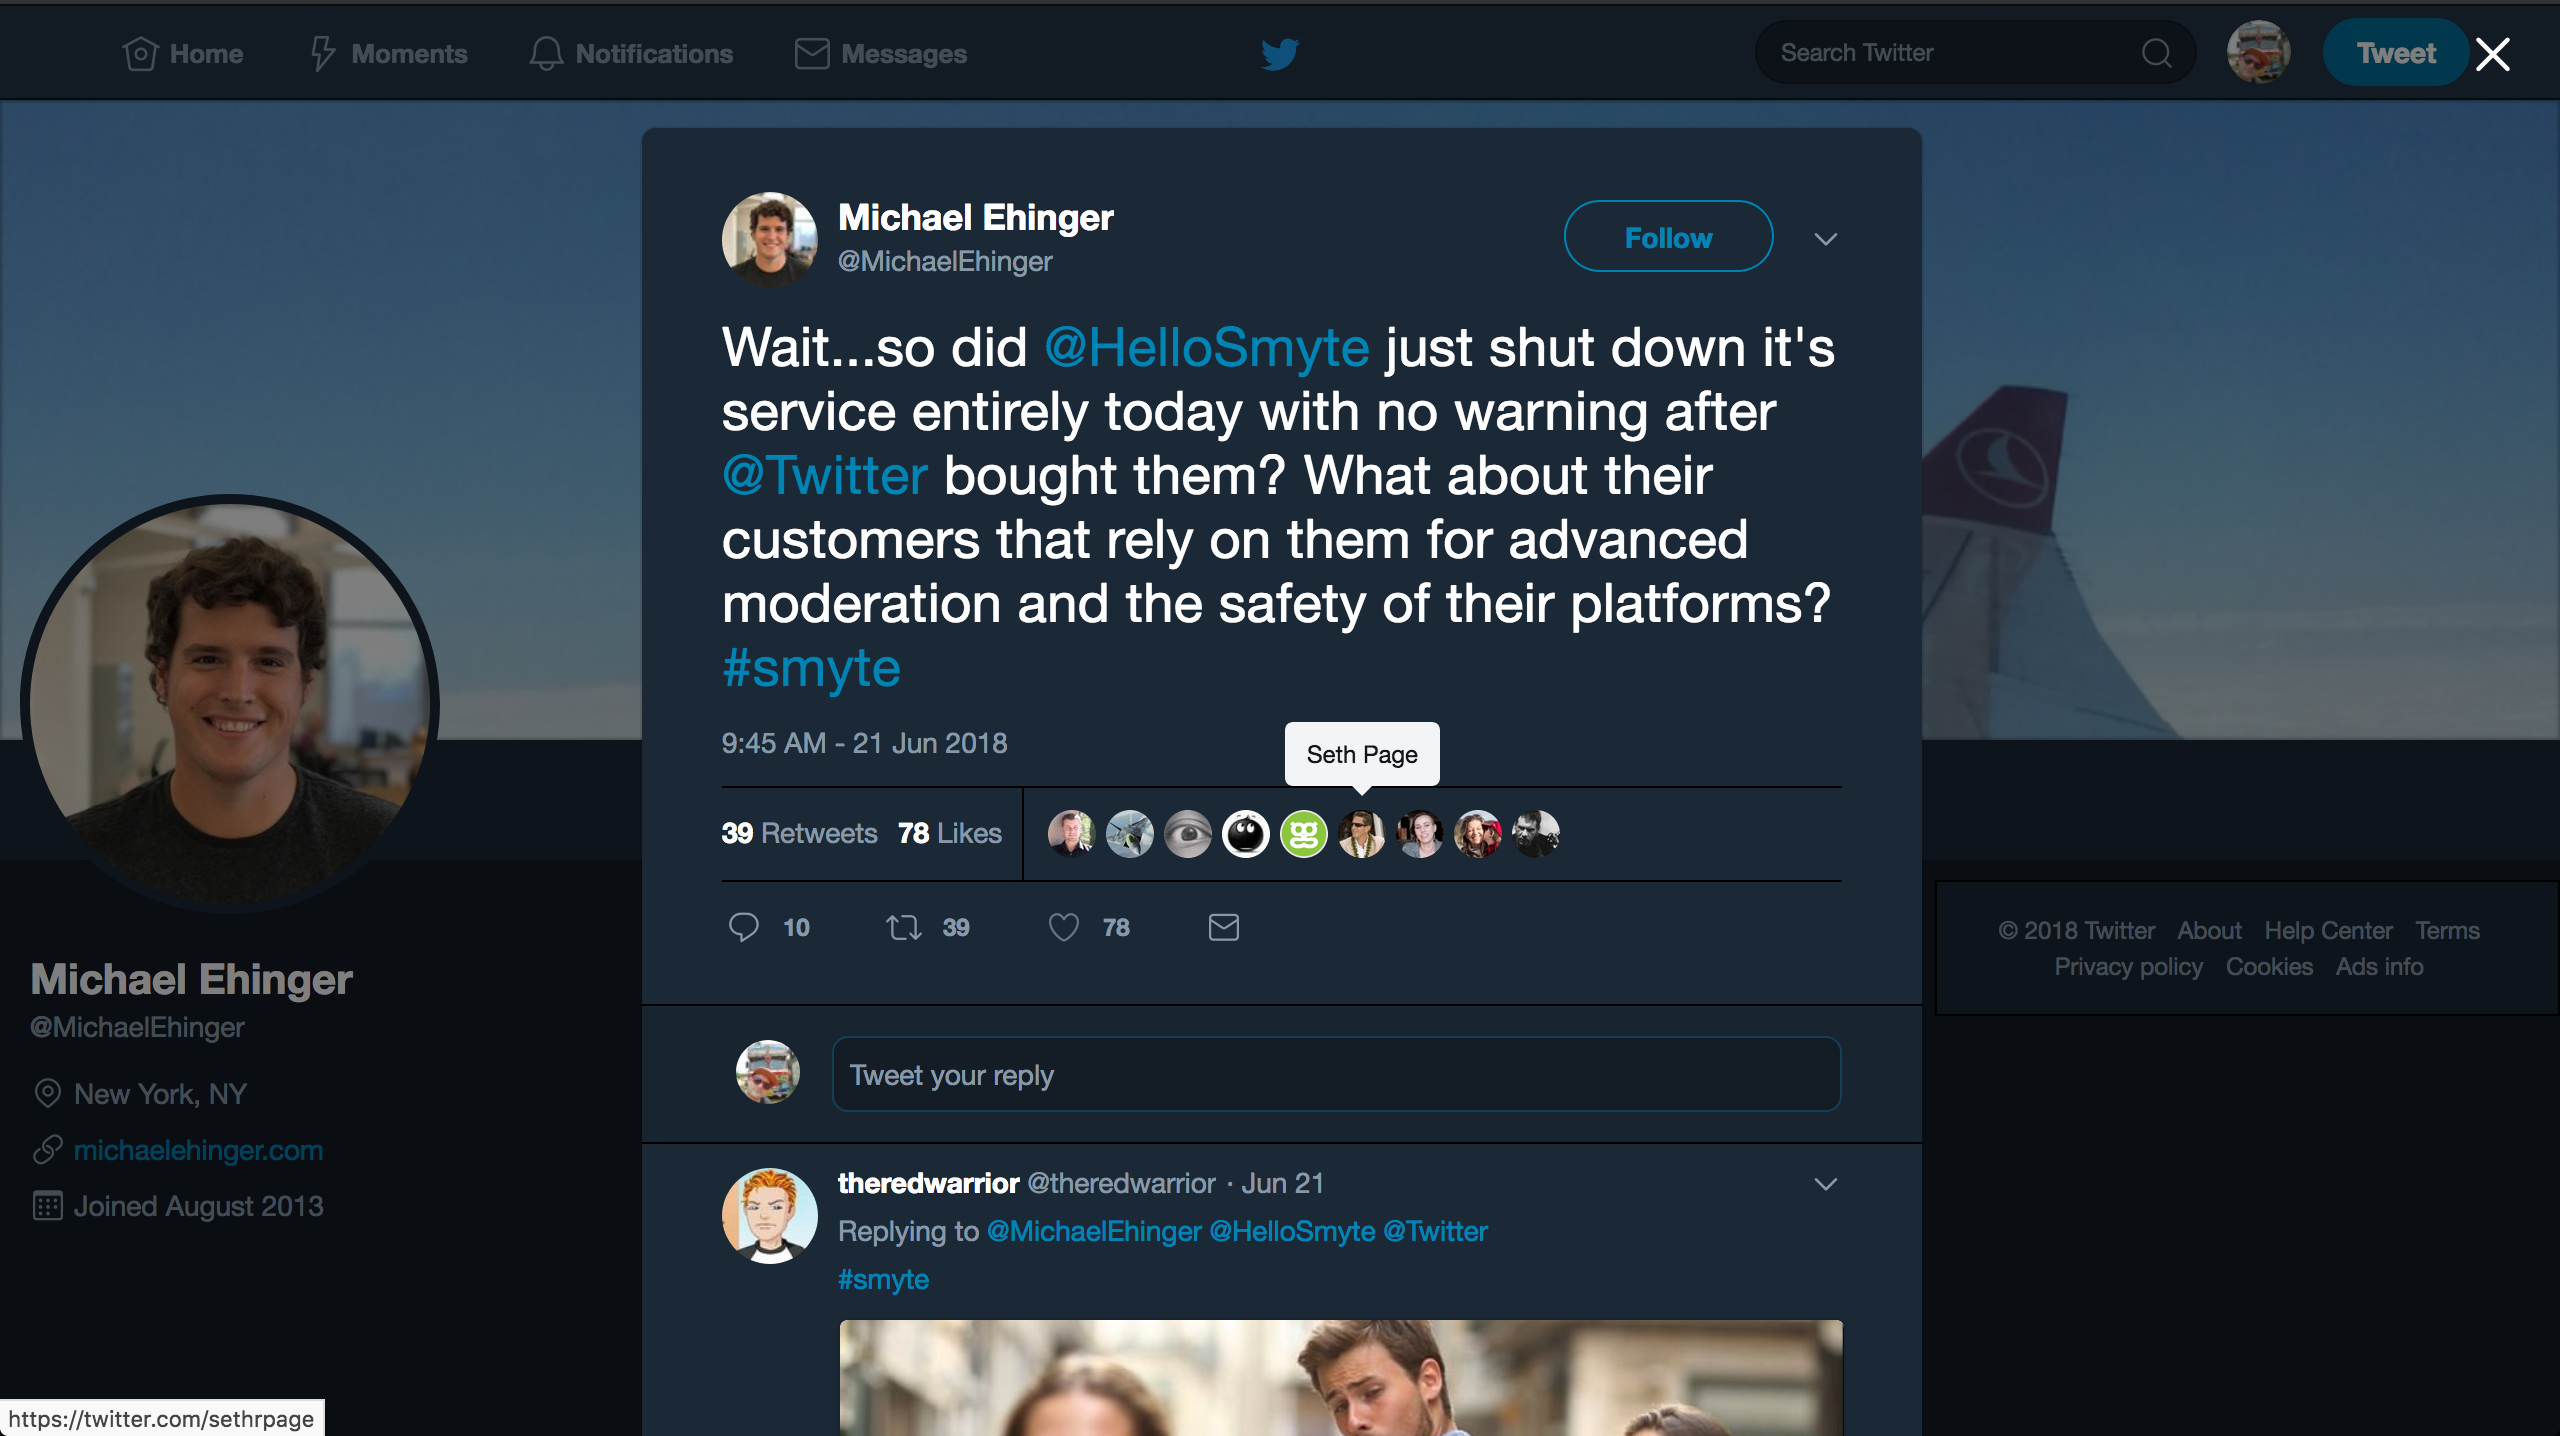 Home
Moments
Notifications
Messages
Search Twitter
Tweet
Michael Ehinger
@MichaelEhinger
Follow
Wait...so did @HelloSmyte just shut down it's
service entirely today with no warning after
@Twitter bought them? What about their
customers that rely on them for advanced
moderation and the safety of their platforms?
#smyte
9:45 AM - 21 Jun 2018
Seth Page
39 Retweets 78 Likes
10 39 78
Tweet your reply
theredwarrior @theredwarrior · Jun 21
Replying to @MichaelEhinger @HelloSmyte @Twitter
#smyte
Michael Ehinger
@MichaelEhinger
New York, NY
michaelehinger.com
Joined August 2013
© 2018 Twitter About Help Center Terms
Privacy policy Cookies Ads info
https://twitter.com/sethrpage